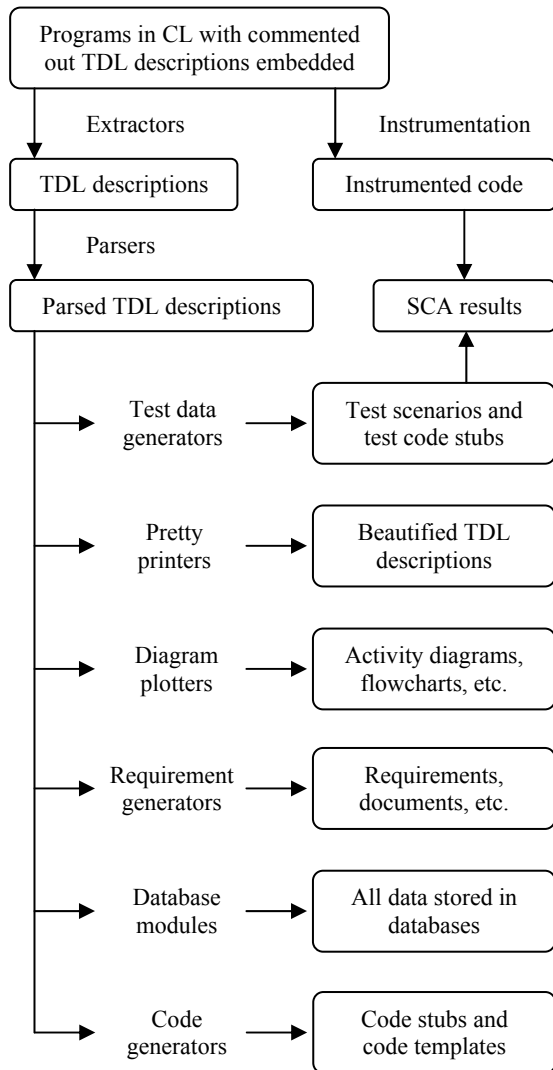 Programs in CL with commented
out TDL descriptions embedded
Extractors
Instrumentation
TDL descriptions
Instrumented code
Parsers
Parsed TDL descriptions
SCA results
Test data
generators
Test scenarios and
test code stubs
Pretty
printers
Beautified TDL
descriptions
Diagram
plotters
Activity diagrams,
flowcharts, etc.
Requirement
generators
Requirements,
documents, etc.
Database
modules
All data stored in
databases
Code
generators
Code stubs and
code templates